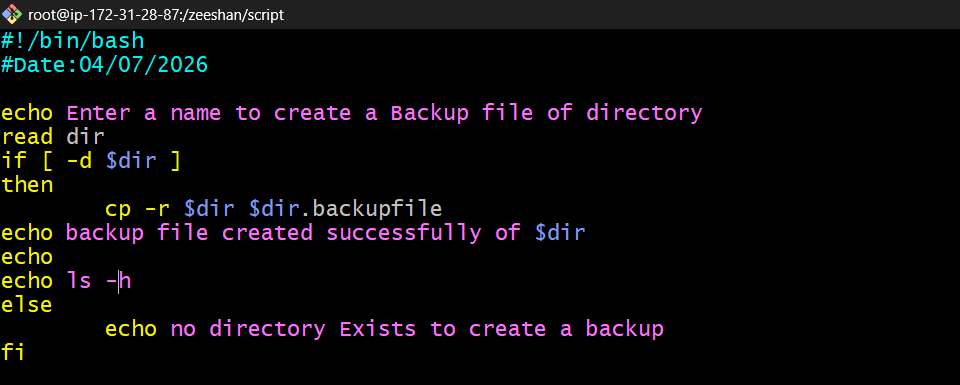 root@ip-172-31-28-87:/zeeshan/script
#!/bin/bash
#Date:04/07/2026
echo Enter a name to create a Backup file of directory
read dir
if [ -d $dir ]
then
cp -r $dir $dir.backupfile
echo backup file created successfully of $dir
echo
echo ls -h
else
echo no directory Exists to create a backup
fi